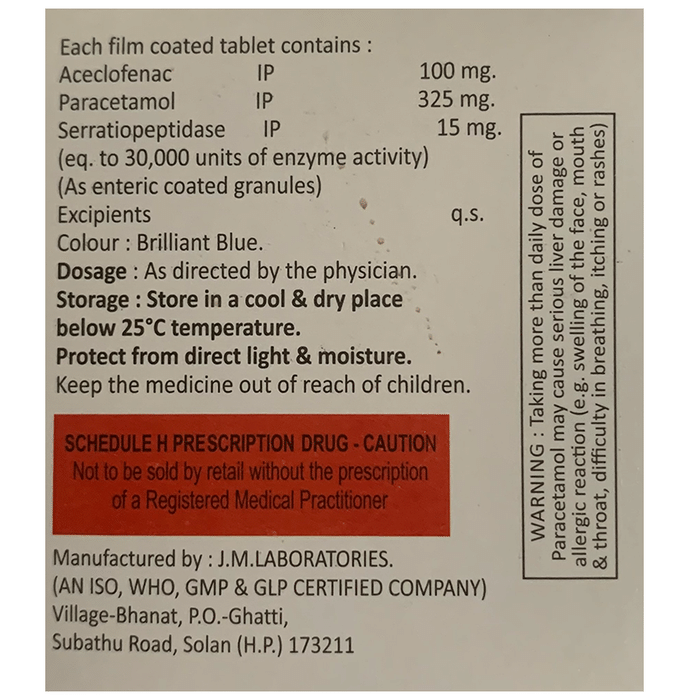 Each film coated tablet contains :
Aceclofenac IP 100 mg.
Paracetamol IP 325 mg.
Serratiopeptidase IP 15 mg.
(eq. to 30,000 units of enzyme activity)
(As enteric coated granules)
Excipients q.s.
Colour : Brilliant Blue.
Dosage : As directed by the physician.
Storage : Store in a cool & dry place
below 25°C temperature.
Protect from direct light & moisture.
Keep the medicine out of reach of children.
SCHEDULE H PRESCRIPTION DRUG - CAUTION
Not to be sold by retail without the prescription
of a Registered Medical Practitioner
Manufactured by : J.M.LABORATORIES.
(AN ISO, WHO, GMP & GLP CERTIFIED COMPANY)
Village-Bhanat, P.O.-Ghatti,
Subathu Road, Solan (H.P.) 173211
WARNING : Taking more than daily dose of
Paracetamol may cause serious liver damage or
allergic reaction (e.g. swelling of the face, mouth
& throat, difficulty in breathing, itching or rashes)